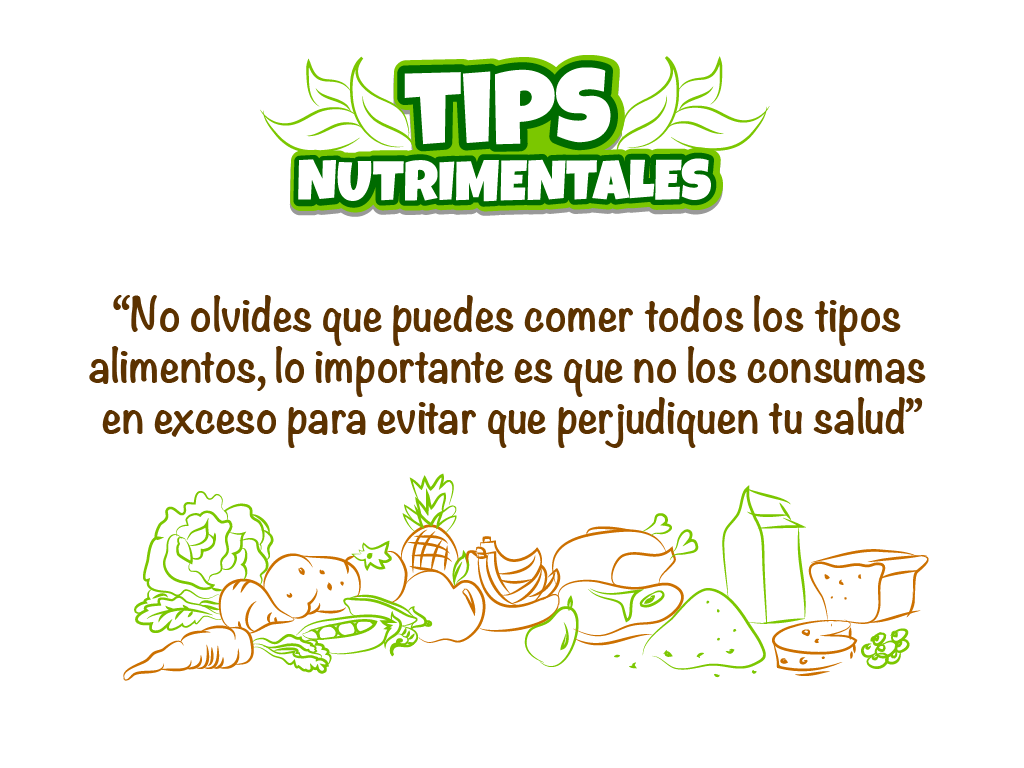 TIPS
NUTRIMENTALES
“No olvides que puedes comer todos los tipos
alimentos, lo importante es que no los consumas
en exceso para evitar que perjudiquen tu salud”